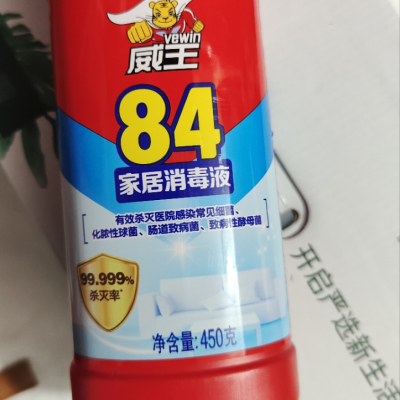 Vewin
威王
84
家居消毒液
有效杀灭医院感染常见细菌、
化脓性球菌、肠道致病菌、致病性酵母菌
99.999%
杀灭率*
净含量:450克
开启严选新生活